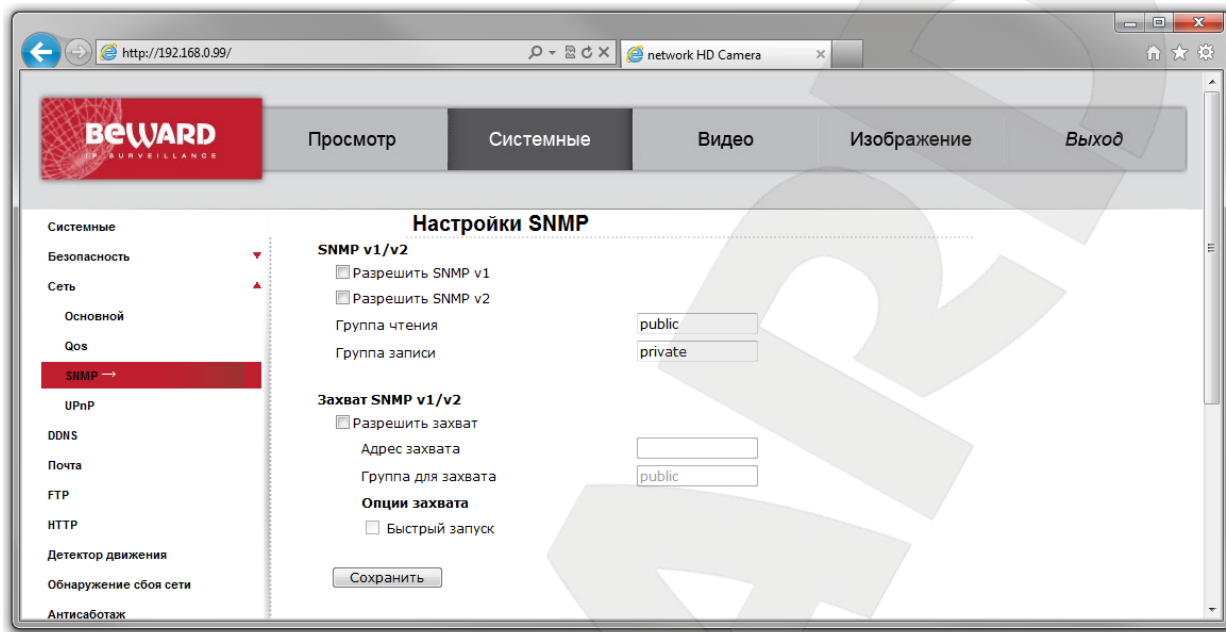 http://192.168.0.99/
network HD Camera
BEWARD
IP SURVEILLANCE
Просмотр
Системные
Видео
Изображение
Выход
Системные
Безопасность
Сеть
Основной
Qos
SNMP →
UPnP
DDNS
Почта
FTP
HTTP
Детектор движения
Обнаружение сбоя сети
Антисаботаж
Настройки SNMP
SNMP v1/v2
Разрешить SNMP v1
Разрешить SNMP v2
Группа чтения public
Группа записи private
Захват SNMP v1/v2
Разрешить захват
Адрес захвата
Группа для захвата public
Опции захвата
Быстрый запуск
Сохранить